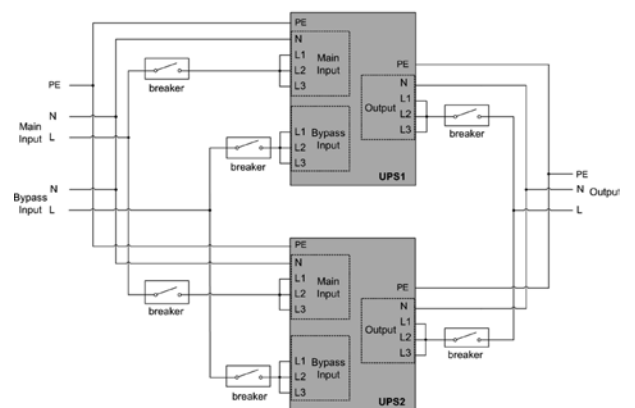 PE
N
Main
Input
L
N
Bypass
Input
L
breaker
breaker
PE
N
L1
L2
L3
Main
Input
L1
L2
L3
Bypass
Input
PE
N
Output
L1
L2
L3
UPS1
breaker
PE
N
Output
L
breaker
breaker
PE
N
L1
L2
L3
Main
Input
L1
L2
L3
Bypass
Input
PE
N
Output
L1
L2
L3
UPS2
breaker